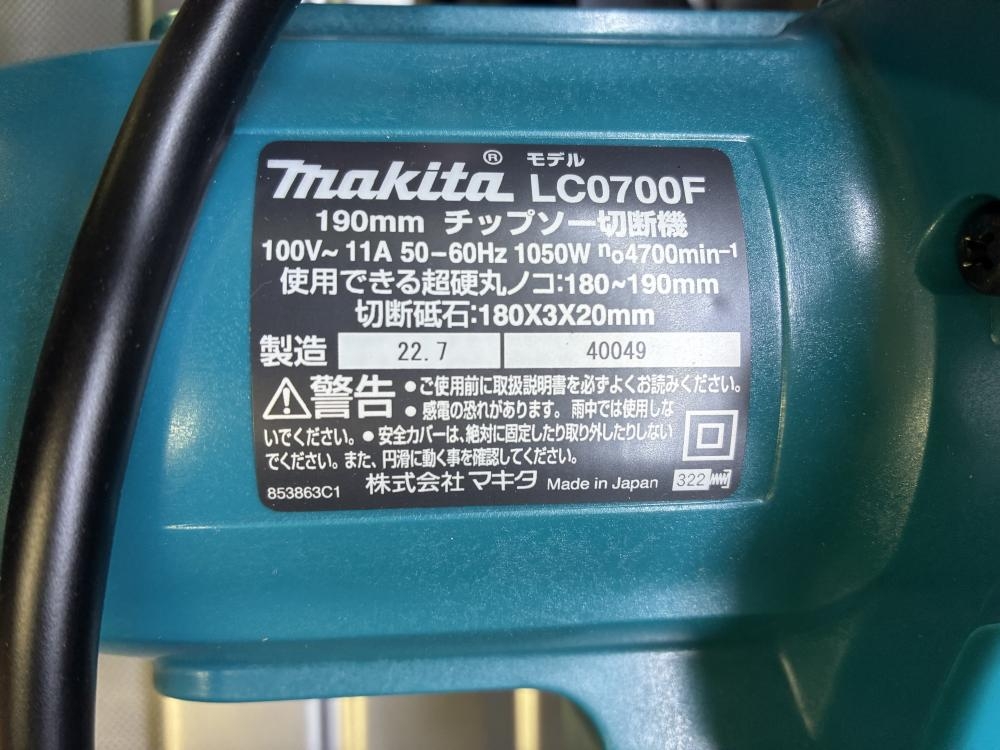 makita® モデル LC0700F
190mm チップソー切断機
100V~ 11A 50-60Hz 1050W no4700min-1
使用できる超硬丸ノコ:180~190mm
切断砥石:180X3X20mm
製造 22.7 40049
警告 ●ご使用前に取扱説明書を必ずよくお読みください。
●感電の恐れがあります。雨中では使用しな
いでください。●安全カバーは、絶対に固定したり取り外したりしない
でください。また、円滑に動く事を確認してください。
853863C1 株式会社 マキタ Made in Japan 322